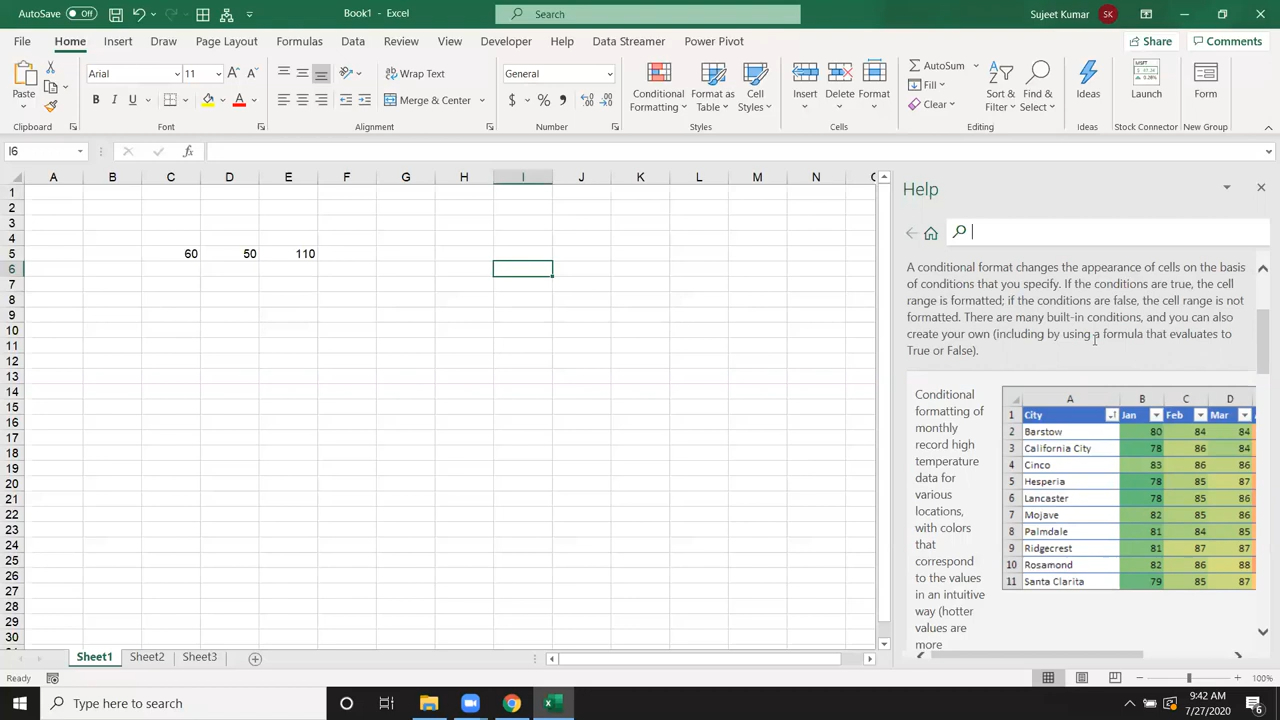 AutoSave Off Book1 - Excel Search Sujeet Kumar SK
File Home Insert Draw Page Layout Formulas Data Review View Developer Help Data Streamer Power Pivot Share Comments
Paste Arial 11 Wrap Text General Conditional Formatting Format as Table Cell Styles Insert Delete Format AutoSum Fill Clear Sort & Filter Find & Select Ideas Launch Form
B I U Merge & Center $ %
Clipboard Font Alignment Number Styles Cells Editing Ideas Stock Connector New Group
I6 fx
A B C D E F G H I J K L M N
1
2
3
4
5 60 50 110
6
7
8
9
10
11
12
13
14
15
16
17
18
19
20
21
22
23
24
25
26
27
28
29
30
Help
A conditional format changes the appearance of cells on the basis
of conditions that you specify. If the conditions are true, the cell
range is formatted; if the conditions are false, the cell range is not
formatted. There are many built-in conditions, and you can also
create your own (including by using a formula that evaluates to
True or False).
Conditional
formatting of
monthly
record high
temperature
data for
various
locations,
with colors
that
correspond
to the values
in an intuitive
way (hotter
values are
more
A B C D
1 City Jan Feb Mar
2 Barstow 80 84 84
3 California City 78 86 84
4 Cinco 83 86 86
5 Hesperia 78 85 87
6 Lancaster 78 85 86
7 Mojave 82 85 86
8 Palmdale 81 84 85
9 Ridgecrest 81 87 87
10 Rosamond 82 86 88
11 Santa Clarita 79 85 87
Sheet1 Sheet2 Sheet3
Ready 100%
Type here to search
9:42 AM
7/27/2020
6